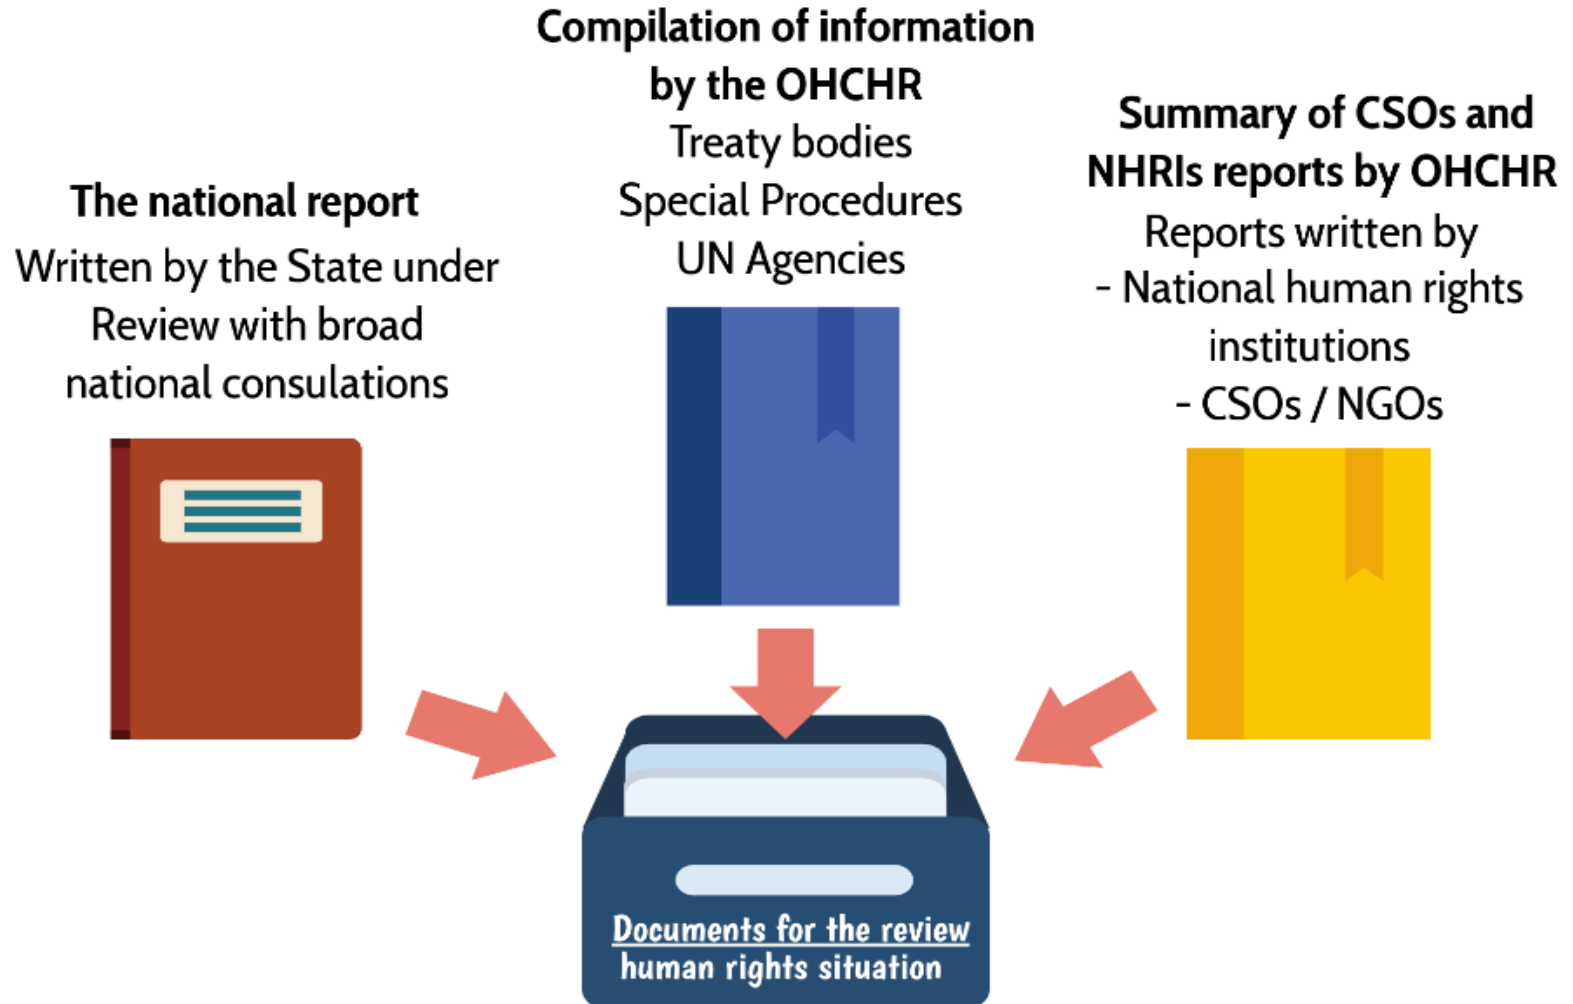 The national report
Written by the State under
Review with broad
national consulations
Compilation of information
by the OHCHR
Treaty bodies
Special Procedures
UN Agencies
Summary of CSOs and
NHRIs reports by OHCHR
Reports written by
- National human rights
institutions
- CSOs / NGOs
Documents for the review
human rights situation